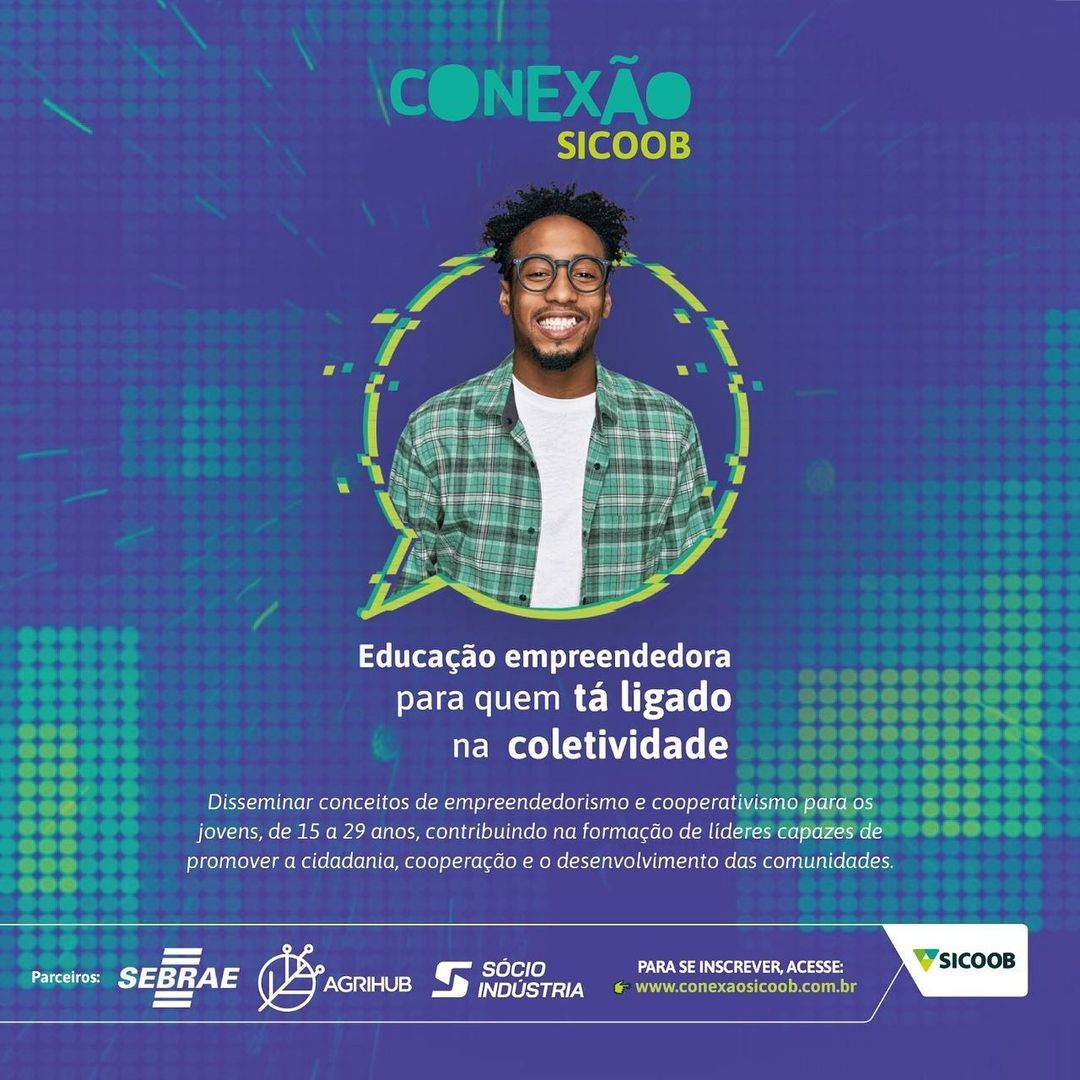 CONEXÃO
SICOOB
Educação empreendedora
para quem tá ligado
na coletividade
Disseminar conceitos de empreendedorismo e cooperativismo para os
jovens, de 15 a 29 anos, contribuindo na formação de líderes capazes de
promover a cidadania, cooperação e o desenvolvimento das comunidades.
Parceiros:
SEBRAE
AGRIHUB
SÓCIO
INDÚSTRIA
PARA SE INSCREVER, ACESSE:
www.conexaosicoob.com.br
SICOOB